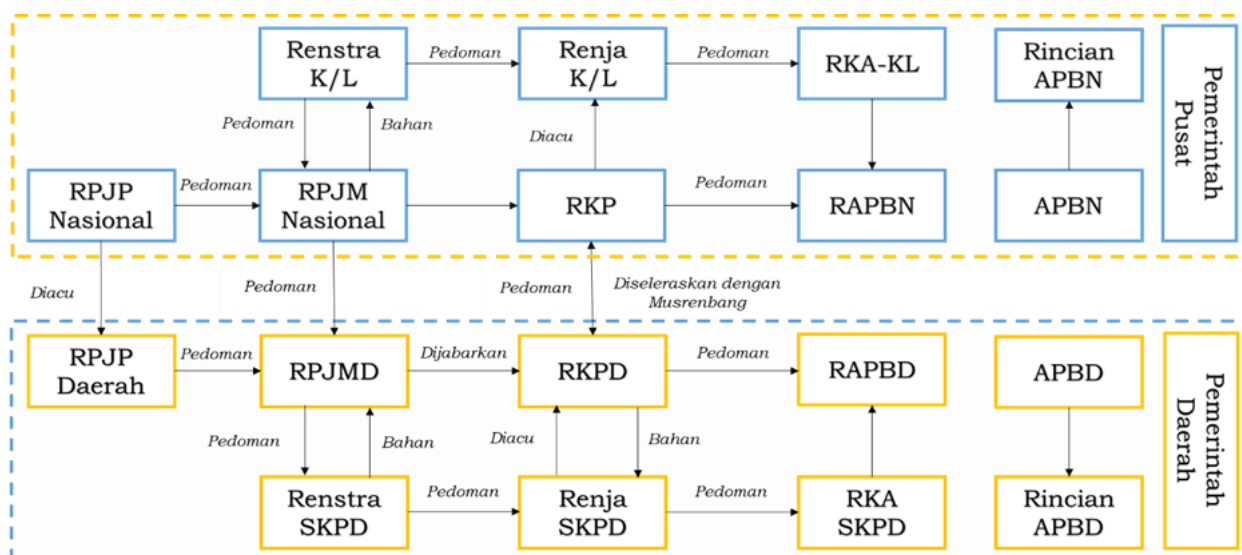 Renstra
K/L
Pedoman
Renja
K/L
Pedoman
RKA-KL
Rincian
APBN
Pemerintah
Pusat
Pedoman
Bahan
Diacu
RPJP
Nasional
Pedoman
RPJM
Nasional
RKP
Pedoman
RAPBN
APBN
Diacu
Pedoman
Pedoman
Diseleraskan dengan
Musrenbang
RPJP
Daerah
Pedoman
RPJMD
Dijabarkan
RKPD
Pedoman
RAPBD
APBD
Pemerintah
Daerah
Pedoman
Bahan
Diacu
Bahan
Renstra
SKPD
Pedoman
Renja
SKPD
Pedoman
RKA
SKPD
Rincian
APBD